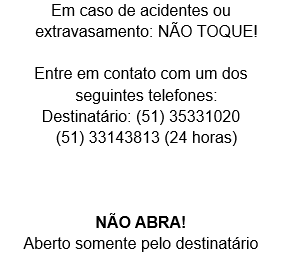 Em caso de acidentes ou
extravasamento: NÃO TOQUE!
Entre em contato com um dos
seguintes telefones:
Destinatário: (51) 35331020
(51) 33143813 (24 horas)
NÃO ABRA!
Aberto somente pelo destinatário